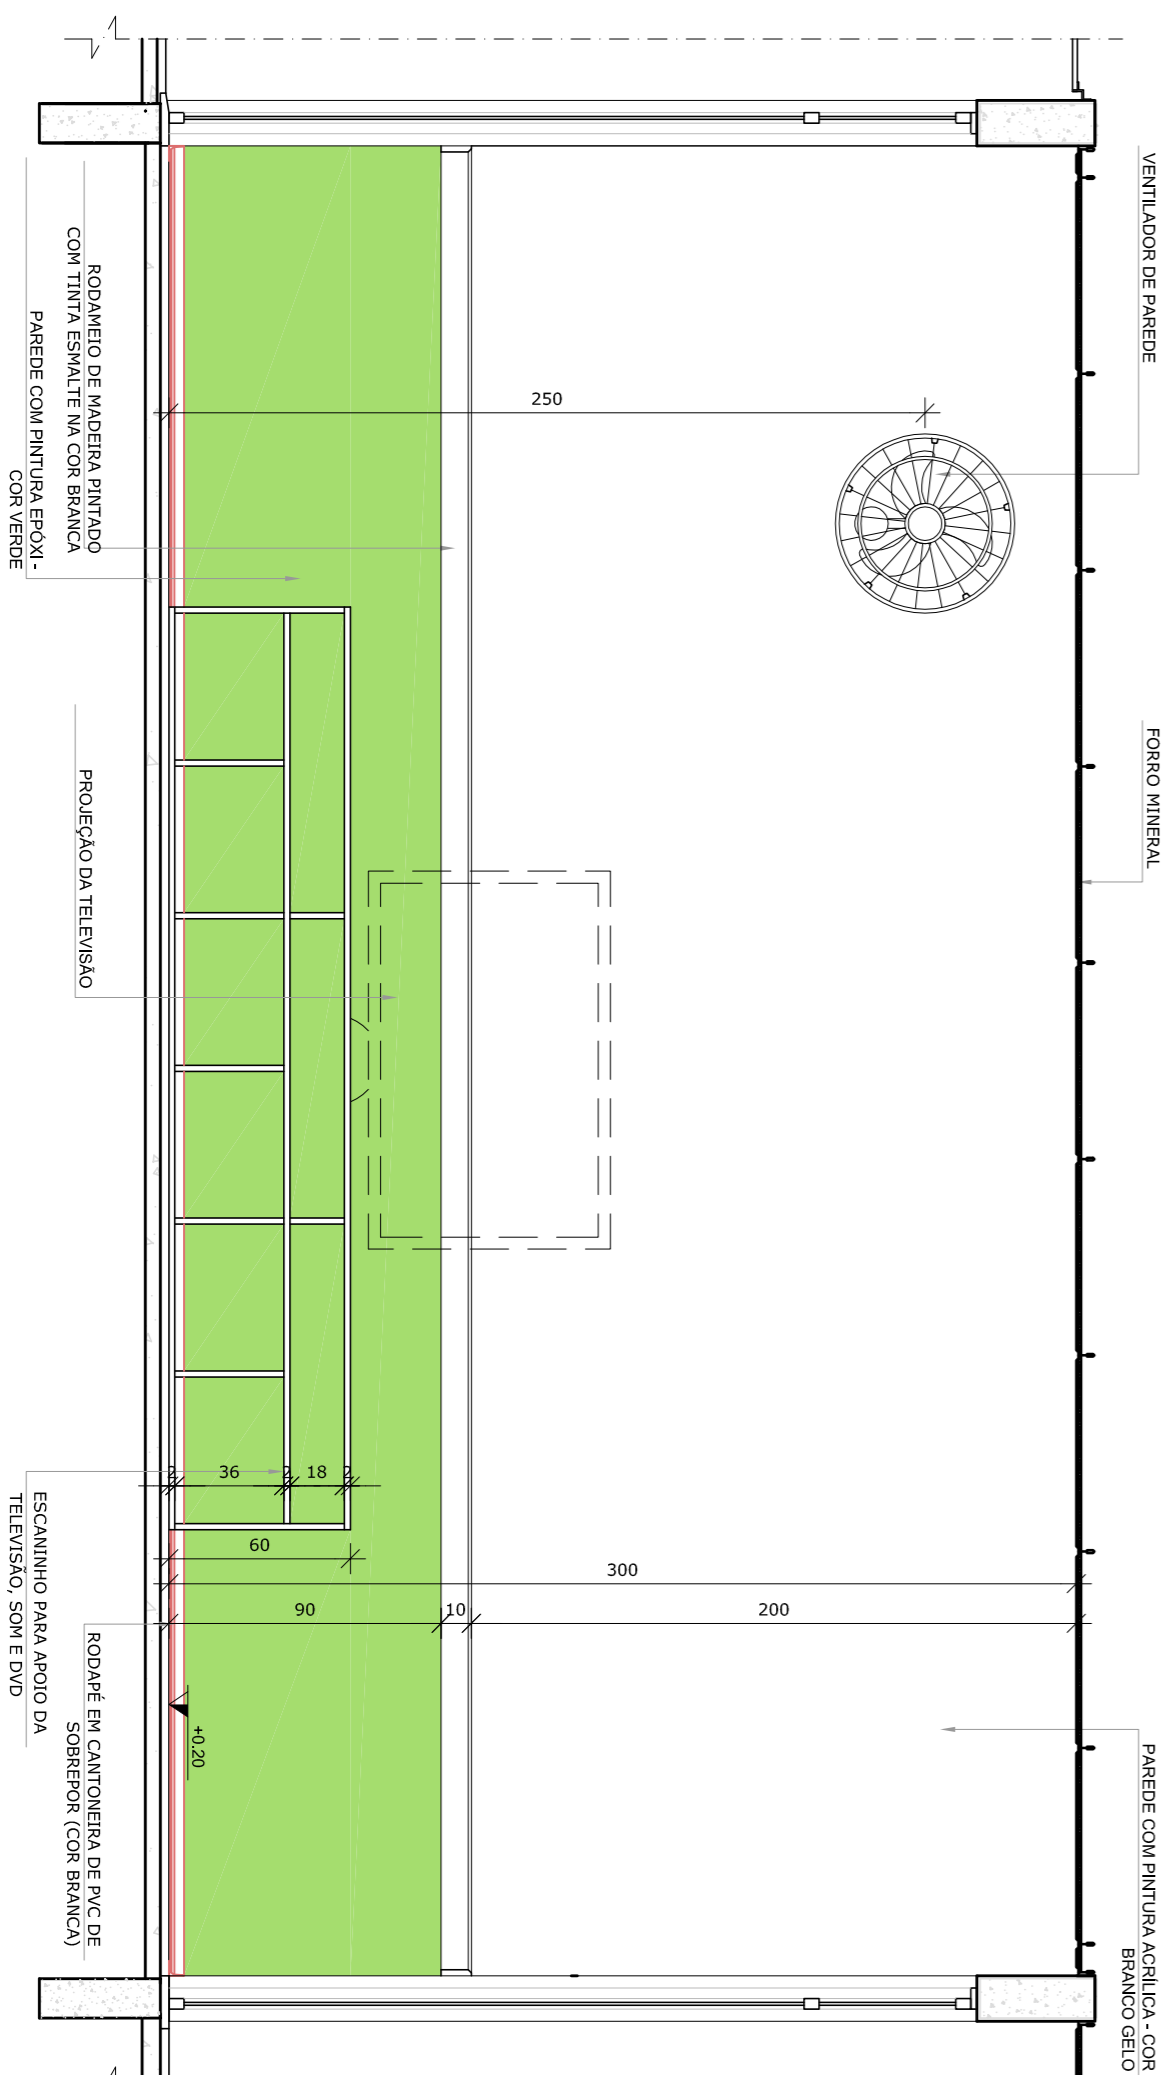 VENTILADOR DE PAREDE
FORRO MINERAL
PAREDE COM PINTURA ACRÍLICA - COR
BRANCO GELO
250
36
18
2
2
2
60
300
90
10
200
+0.20
RODAMEIO DE MADEIRA PINTADO
COM TINTA ESMALTE NA COR BRANCA
PAREDE COM PINTURA EPÓXI -
COR VERDE
PROJEÇÃO DA TELEVISÃO
ESCANINHO PARA APOIO DA
TELEVISÃO, SOM E DVD
RODAPÉ EM CANTONEIRA DE PVC DE
SOBREPOR (COR BRANCA)